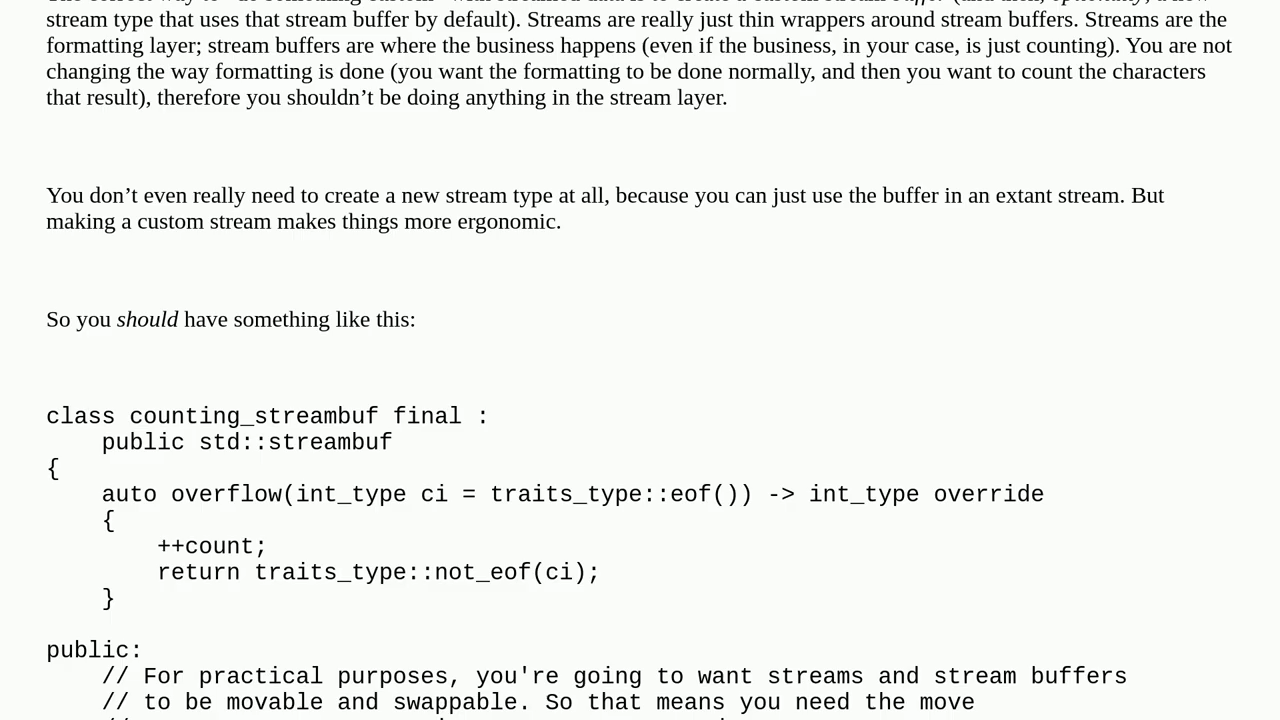 stream type that uses that stream buffer by default). Streams are really just thin wrappers around stream buffers. Streams are the
formatting layer; stream buffers are where the business happens (even if the business, in your case, is just counting). You are not
changing the way formatting is done (you want the formatting to be done normally, and then you want to count the characters
that result), therefore you shouldn’t be doing anything in the stream layer.
You don’t even really need to create a new stream type at all, because you can just use the buffer in an extant stream. But
making a custom stream makes things more ergonomic.
So you should have something like this:
class counting_streambuf final :
    public std::streambuf
{
    auto overflow(int_type ci = traits_type::eof()) -> int_type override
    {
        ++count;
        return traits_type::not_eof(ci);
    }
public:
    // For practical purposes, you're going to want streams and stream buffers
    // to be movable and swappable. So that means you need the move